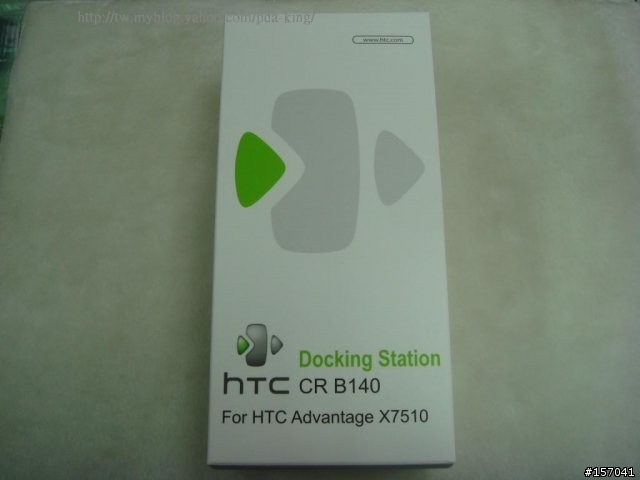 http://tw.myblog.yahoo.com/pda-king/
www.htc.com
Docking Station
hTC CR B140
For HTC Advantage X7510
#157041